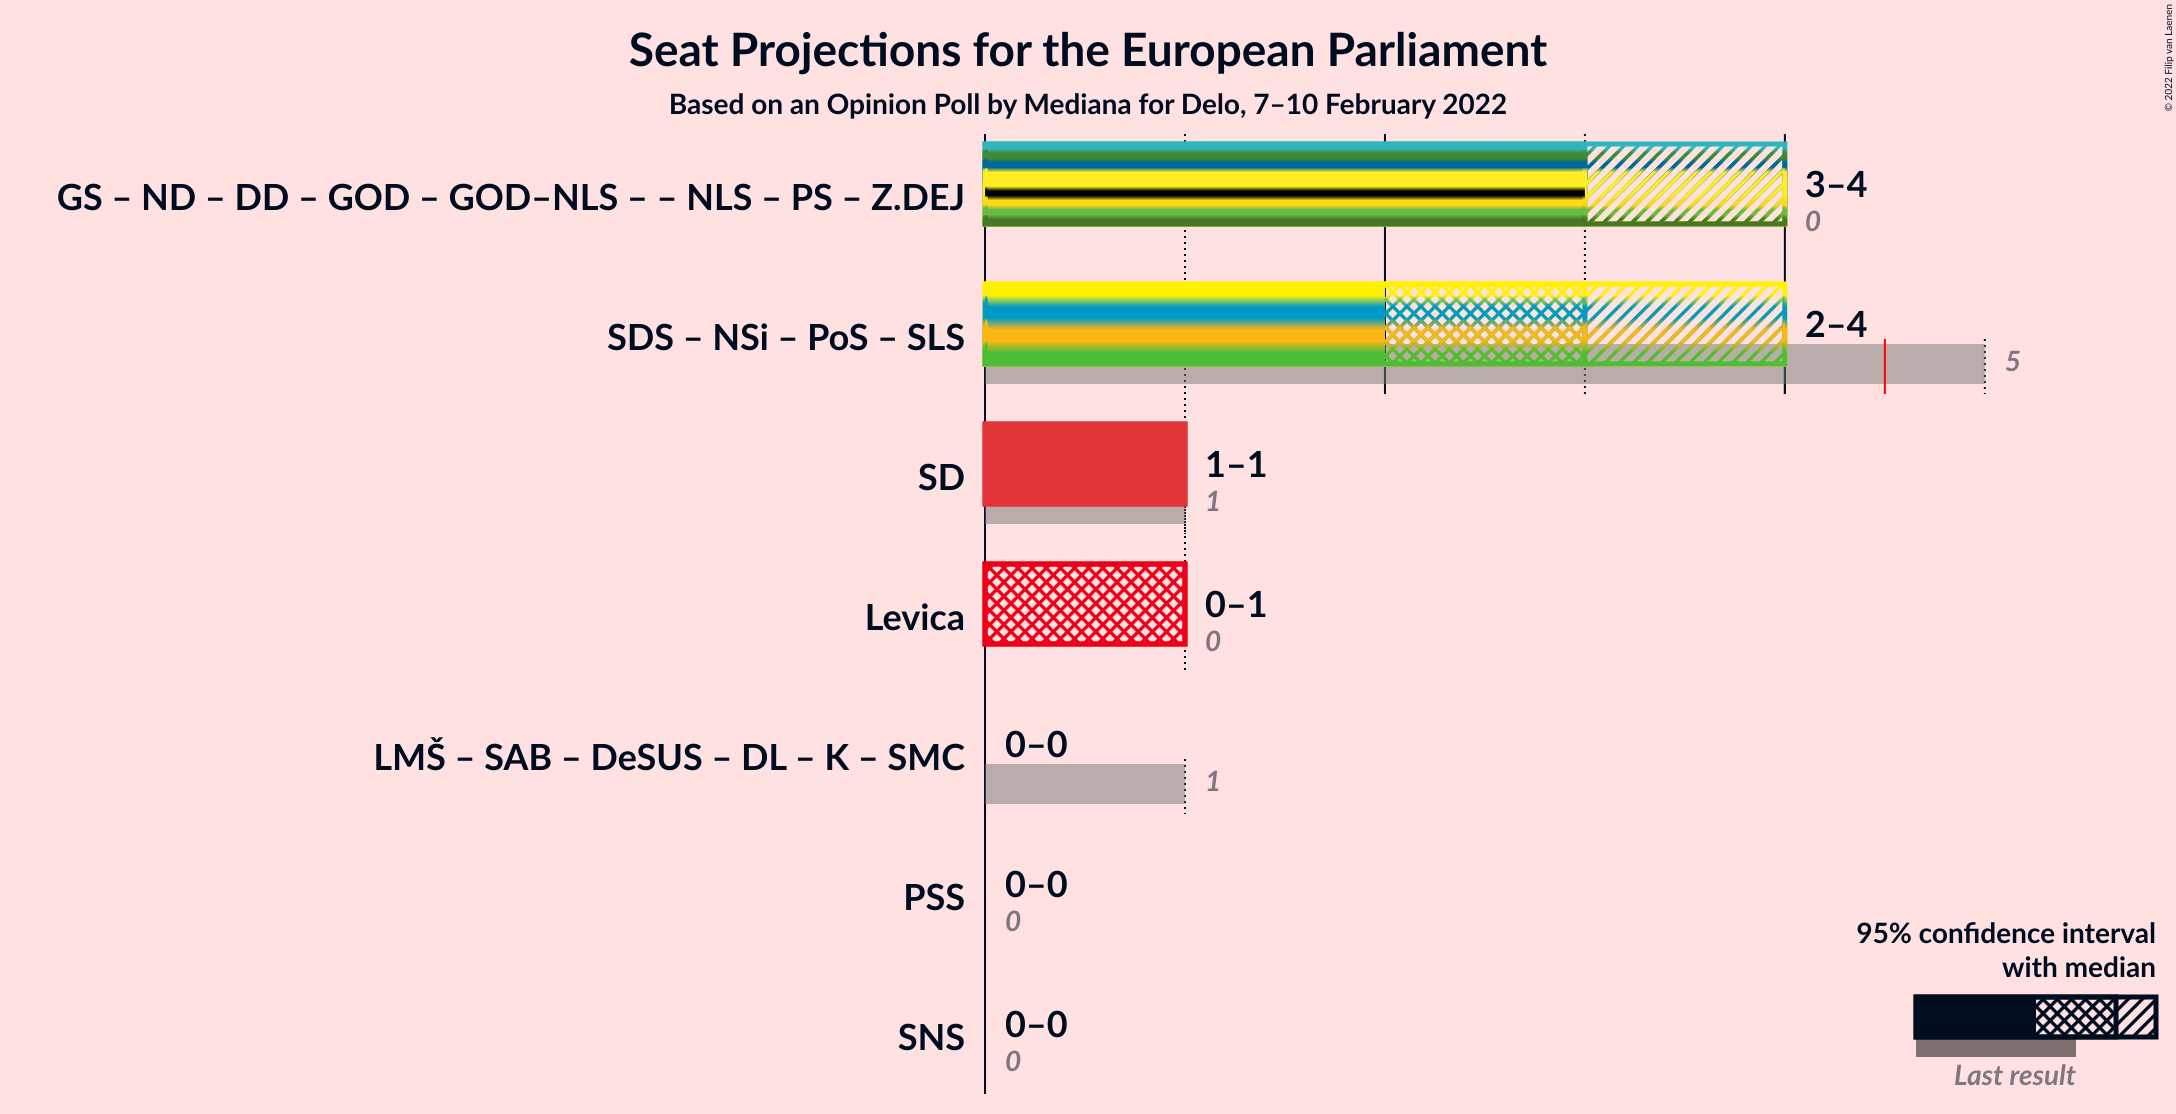 Seat Projections for the European Parliament
Based on an Opinion Poll by Mediana for Delo, 7–10 February 2022
© 2022 Filip van Laenen
GS – ND – DD – GOD – GOD–NLS – – NLS – PS – Z.DEJ
3–4
0
SDS – NSi – PoS – SLS
2–4
5
SD
1–1
1
Levica
0–1
0
LMŠ – SAB – DeSUS – DL – K – SMC
0–0
1
PSS
0–0
0
SNS
0–0
0
95% confidence interval
with median
Last result